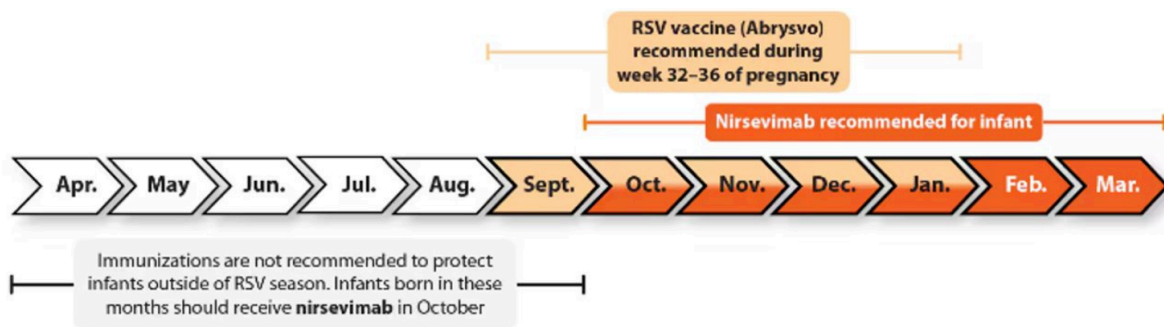 RSV vaccine (Abrysvo)
recommended during
week 32–36 of pregnancy
Nirsevimab recommended for infant
Apr. May Jun. Jul. Aug. Sept. Oct. Nov. Dec. Jan. Feb. Mar.
Immunizations are not recommended to protect
infants outside of RSV season. Infants born in these
months should receive nirsevimab in October